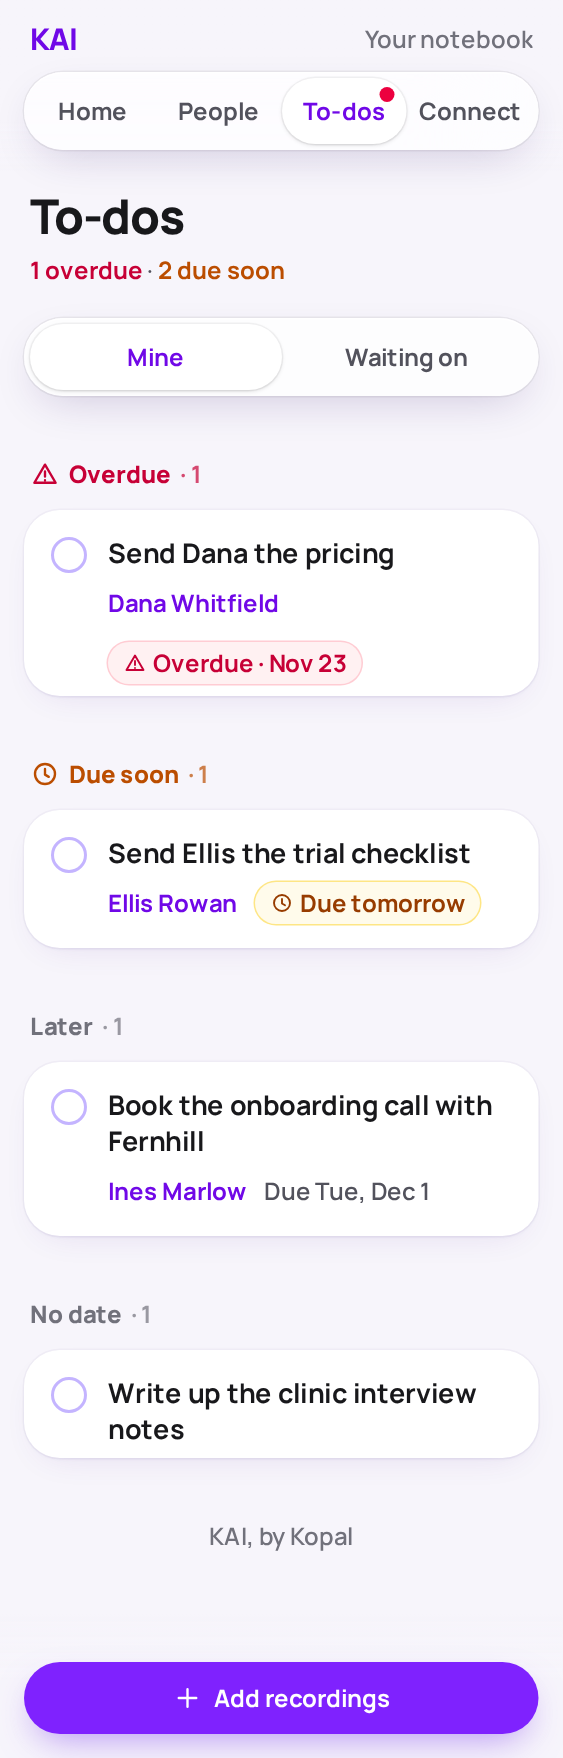 KAI
Your notebook
Home
People
To-dos
Connect
To-dos
1 overdue · 2 due soon
Mine
Waiting on
Overdue · 1
Send Dana the pricing
Dana Whitfield
Overdue · Nov 23
Due soon · 1
Send Ellis the trial checklist
Ellis Rowan
Due tomorrow
Later · 1
Book the onboarding call with
Fernhill
Ines Marlow
Due Tue, Dec 1
No date · 1
Write up the clinic interview
notes
KAI, by Kopal
Add recordings